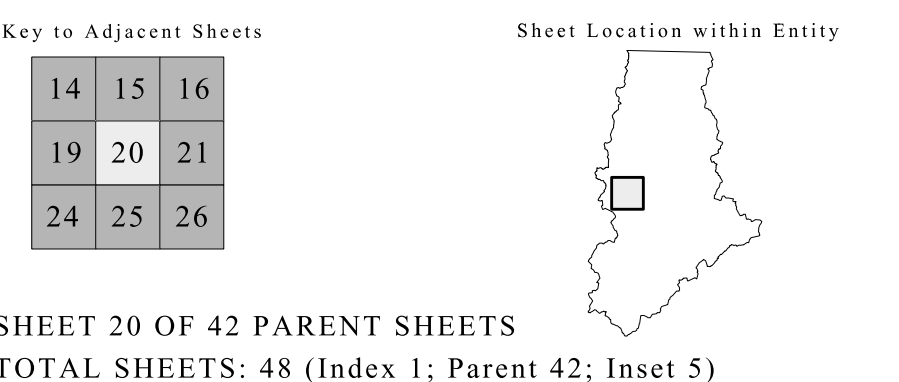 Key to Adjacent Sheets
Sheet Location within Entity
14 15 16
19 20 21
24 25 26
SHEET 20 OF 42 PARENT SHEETS
TOTAL SHEETS: 48 (Index 1; Parent 42; Inset 5)